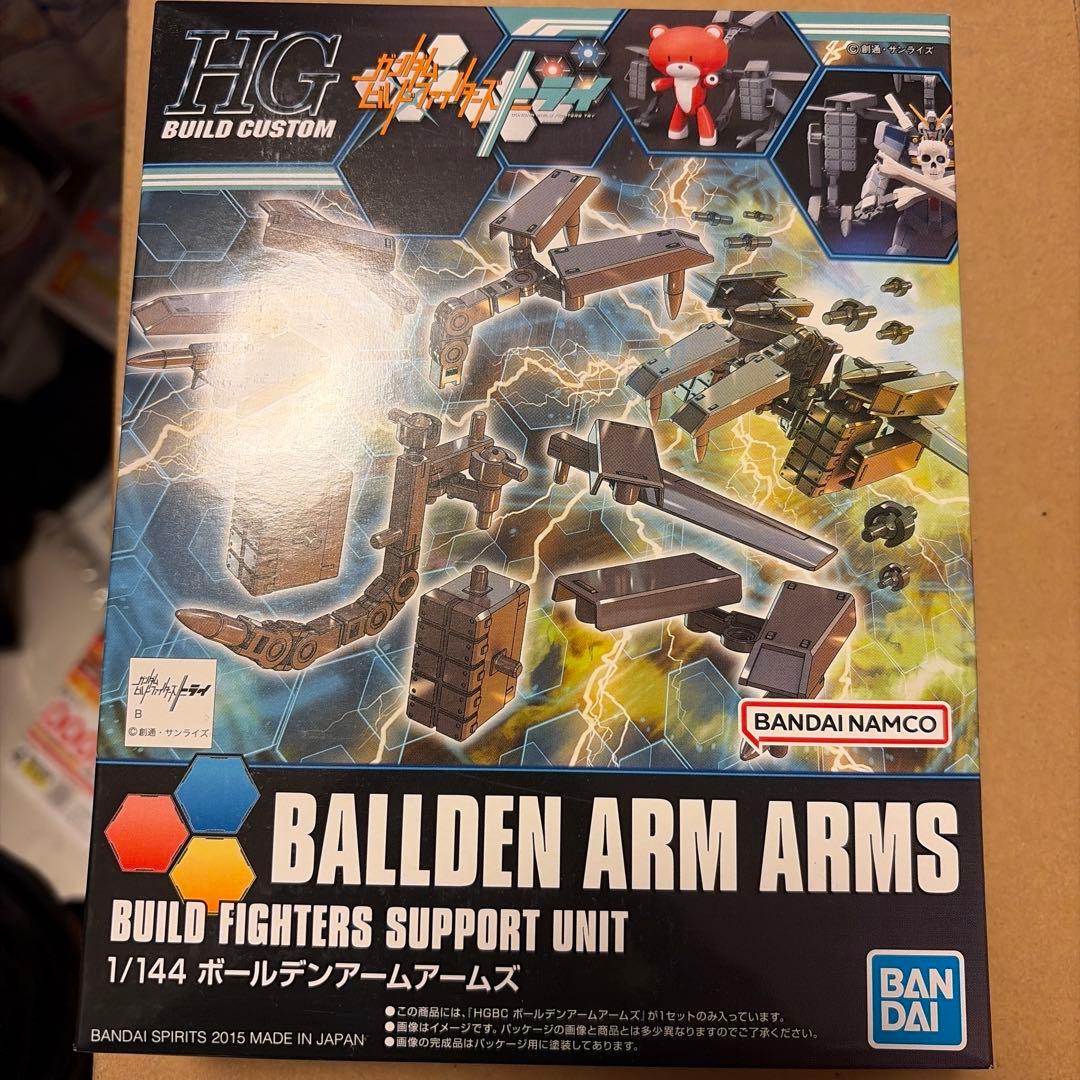 HG
BUILD CUSTOM
ガンダム
ビルドファイターズ
トライ
GUNDAM BUILD FIGHTERS TRY
©創通・サンライズ
ガンダム
ビルドファイターズトライ
B
©創通・サンライズ
BANDAI NAMCO
BALLDEN ARM ARMS
BUILD FIGHTERS SUPPORT UNIT
1/144 ボールデンアームアームズ
BAN
DAI
●この商品には、「HGBC ボールデンアームアームズ」が1セットのみ入っています。
●画像はイメージです。パッケージの画像と商品とは多少異なりますのでご了承ください。
●画像の完成品はパッケージ用に塗装してあります。
BANDAI SPIRITS 2015 MADE IN JAPAN